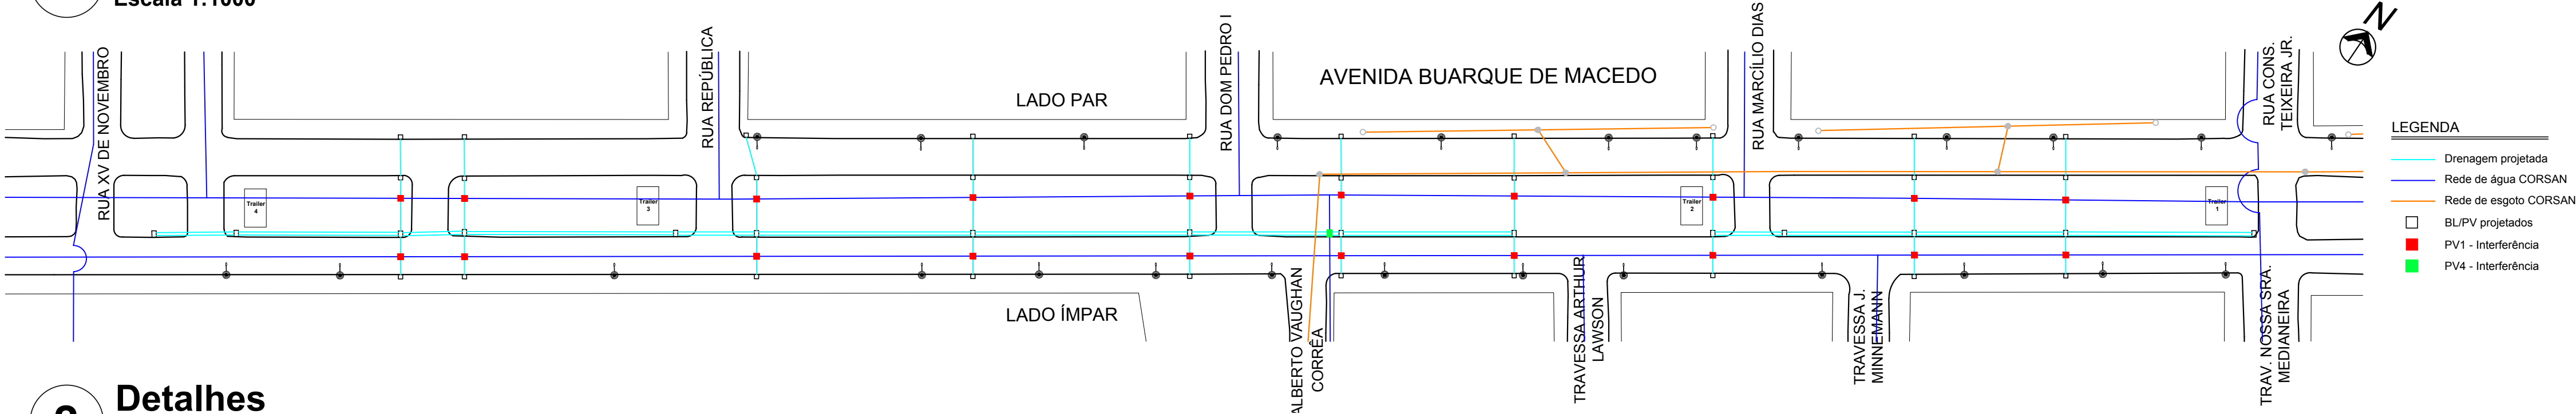 Escala 1:1000
N
RUA XV DE NOVEMBRO
RUA REPÚBLICA
RUA DOM PEDRO I
RUA MARCÍLIO DIAS
RUA CONS.
TEIXEIRA JR.
LADO PAR
AVENIDA BUARQUE DE MACEDO
Trailer
4
Trailer
3
Trailer
2
Trailer
1
LADO ÍMPAR
ALBERTO VAUGHAN
CORRÊA
TRAVESSA ARTHUR
LAWSON
TRAVESSA J.
MINNEMANN
TRAV. NOSSA SRA.
MEDIANEIRA
LEGENDA
Drenagem projetada
Rede de água CORSAN
Rede de esgoto CORSAN
BL/PV projetados
PV1 - Interferência
PV4 - Interferência
Detalhes